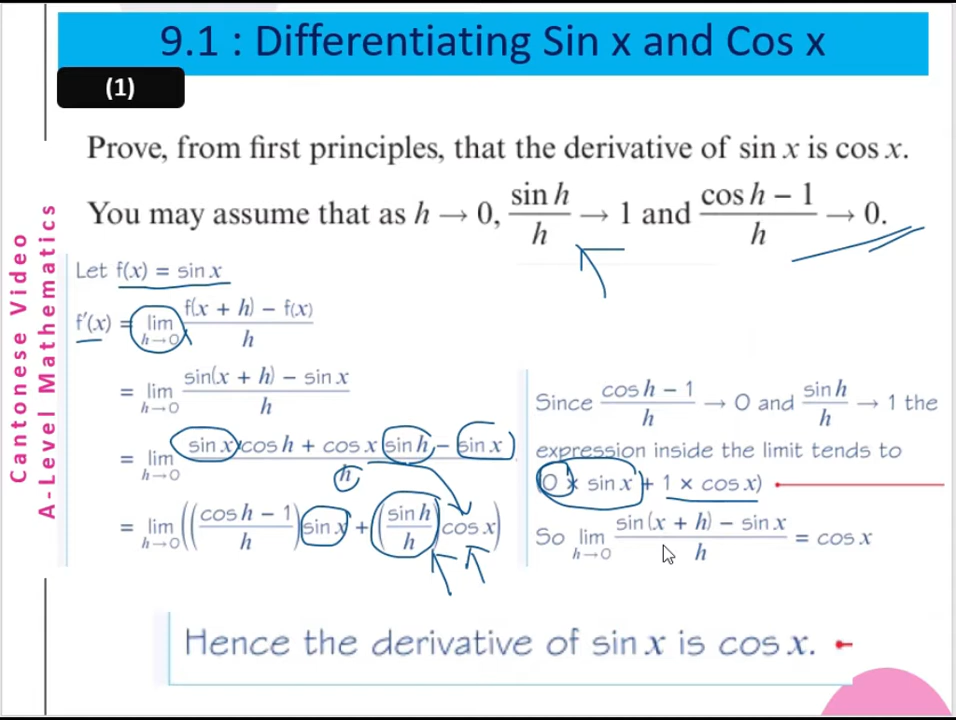 9.1 : Differentiating Sin x and Cos x
(1)
Cantonese Video
A-Level Mathematics
Prove, from first principles, that the derivative of sin x is cos x.
You may assume that as h → 0, sin h / h → 1 and cos h − 1 / h → 0.
Let f(x) = sin x
f′(x) = lim h→0 f(x + h) − f(x) / h
= lim h→0 sin(x + h) − sin x / h
= lim h→0 sin x cos h + cos x sin h − sin x / h
= lim h→0 ((cos h − 1 / h) sin x + (sin h / h) cos x)
Since cos h − 1 / h → 0 and sin h / h → 1 the
expression inside the limit tends to
(0 × sin x + 1 × cos x)
So lim h→0 sin(x + h) − sin x / h = cos x
Hence the derivative of sin x is cos x.